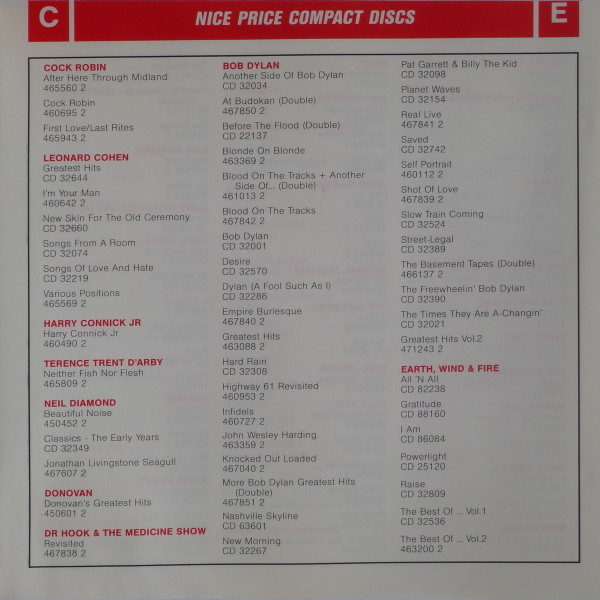 C
NICE PRICE COMPACT DISCS
E
COCK ROBIN
After Here Through Midland
465560 2
Cock Robin
460695 2
First Love/Last Rites
465943 2
LEONARD COHEN
Greatest Hits
CD 32644
I'm Your Man
460642 2
New Skin For The Old Ceremony
CD 32660
Songs From A Room
CD 32074
Songs Of Love And Hate
CD 32219
Various Positions
465569 2
HARRY CONNICK JR
Harry Connick Jr
460490 2
TERENCE TRENT D'ARBY
Neither Fish Nor Flesh
465809 2
NEIL DIAMOND
Beautiful Noise
450452 2
Classics - The Early Years
CD 32349
Jonathan Livingstone Seagull
467607 2
DONOVAN
Donovan's Greatest Hits
450601 2
DR HOOK & THE MEDICINE SHOW
Revisited
467838 2
BOB DYLAN
Another Side Of Bob Dylan
CD 32034
At Budokan (Double)
467850 2
Before The Flood (Double)
CD 22137
Blonde On Blonde
463369 2
Blood On The Tracks + Another
Side Of... (Double)
461013 2
Blood On The Tracks
467842 2
Bob Dylan
CD 32001
Desire
CD 32570
Dylan (A Fool Such As I)
CD 32286
Empire Burlesque
467840 2
Greatest Hits
463088 2
Hard Rain
CD 32308
Highway 61 Revisited
460953 2
Infidels
460727 2
John Wesley Harding
463359 2
Knocked Out Loaded
467040 2
More Bob Dylan Greatest Hits
(Double)
467851 2
Nashville Skyline
CD 63601
New Morning
CD 32267
Pat Garrett & Billy The Kid
CD 32098
Planet Waves
CD 32154
Real Live
467841 2
Saved
CD 32742
Self Portrait
460112 2
Shot Of Love
467839 2
Slow Train Coming
CD 32524
Street-Legal
CD 32389
The Basement Tapes (Double)
466137 2
The Freewheelin' Bob Dylan
CD 32390
The Times They Are A-Changin'
CD 32021
Greatest Hits Vol.2
471243 2
EARTH, WIND & FIRE
All 'N All
CD 82238
Gratitude
CD 88160
I Am
CD 86084
Powerlight
CD 25120
Raise
CD 32809
The Best Of ... Vol.1
CD 32536
The Best Of ... Vol.2
463200 2